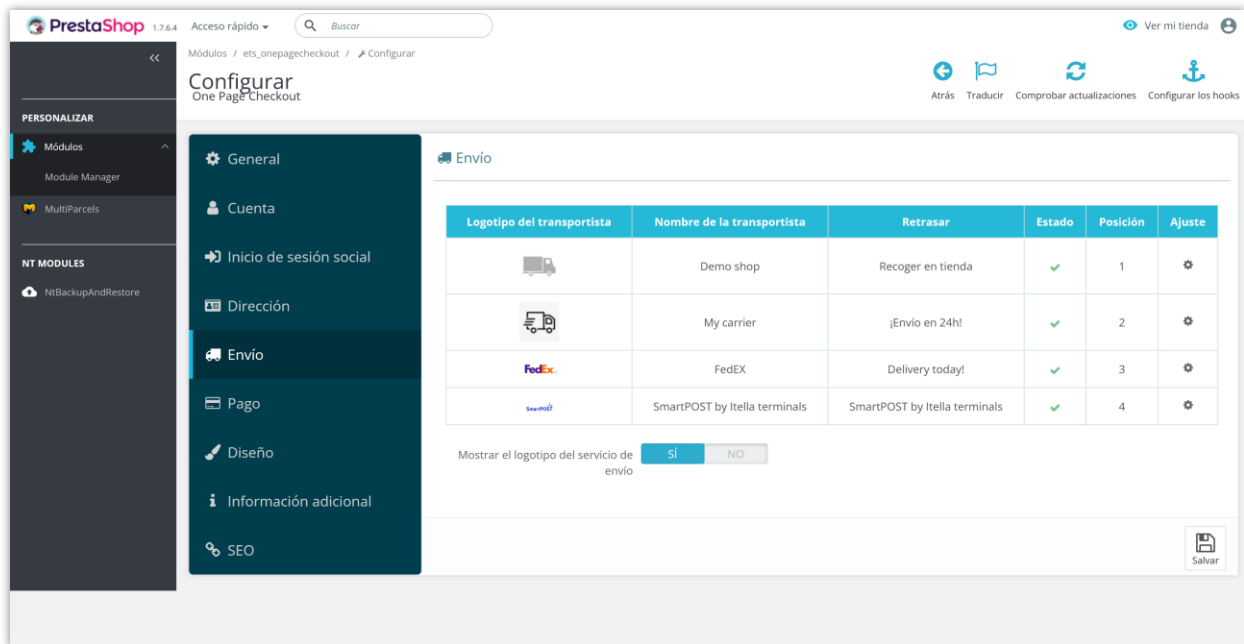 PrestaShop 1.7.6.4 Acceso rápido Buscar Ver mi tienda
Módulos / ets_onepagecheckout / Configurar
Configurar
One Page Checkout
Atrás Traducir Comprobar actualizaciones Configurar los hooks
PERSONALIZAR
Módulos
Module Manager
MultiParcels
NT MODULES
NtBackupAndRestore
General
Cuenta
Inicio de sesión social
Dirección
Envío
Pago
Diseño
Información adicional
SEO
Envío
Logotipo del transportista Nombre de la transportista Retrasar Estado Posición Ajuste
Demo shop Recoger en tienda 1
My carrier ¡Envío en 24h! 2
FedEx FedEX Delivery today! 3
SmartPOST SmartPOST by Itella terminals SmartPOST by Itella terminals 4
Mostrar el logotipo del servicio de SÍ NO
envío
Salvar